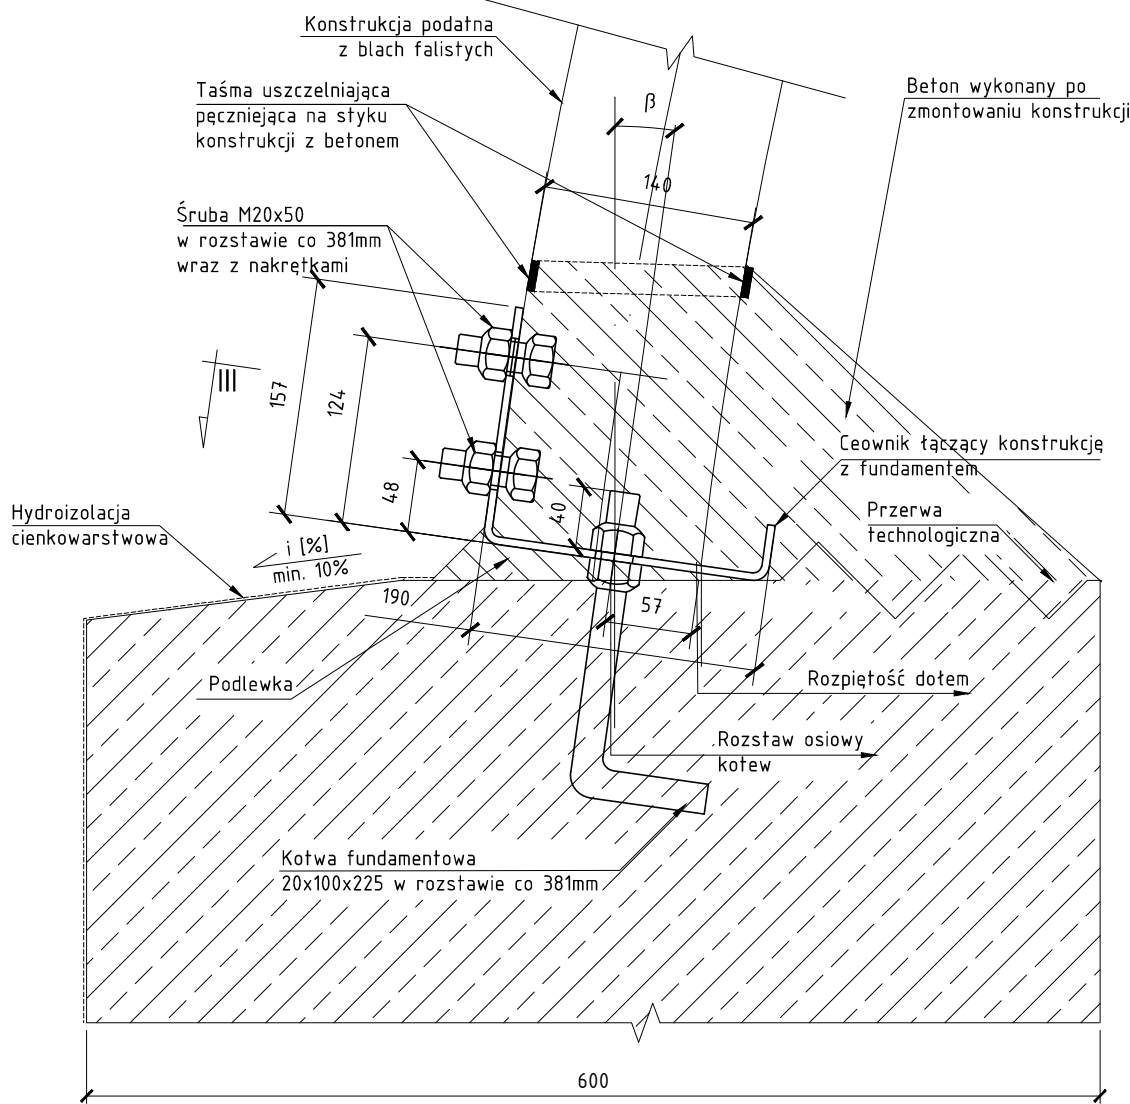 Konstrukcja podatna
z blach falistych
Taśma uszczelniająca
pęczniejąca na styku
konstrukcji z betonem
Beton wykonany po
zmontowaniu konstrukcji
β
140
Śruba M20x50
w rozstawie co 381mm
wraz z nakrętkami
III
157
124
48
40
Ceownik łączący konstrukcję
z fundamentem
Przerwa
technologiczna
Hydroizolacja
cienkowarstwowa
i [%]
min. 10%
190
57
Podlewka
Rozpiętość dołem
Rozstaw osiowy
kotew
Kotwa fundamentowa
20x100x225 w rozstawie co 381mm
600